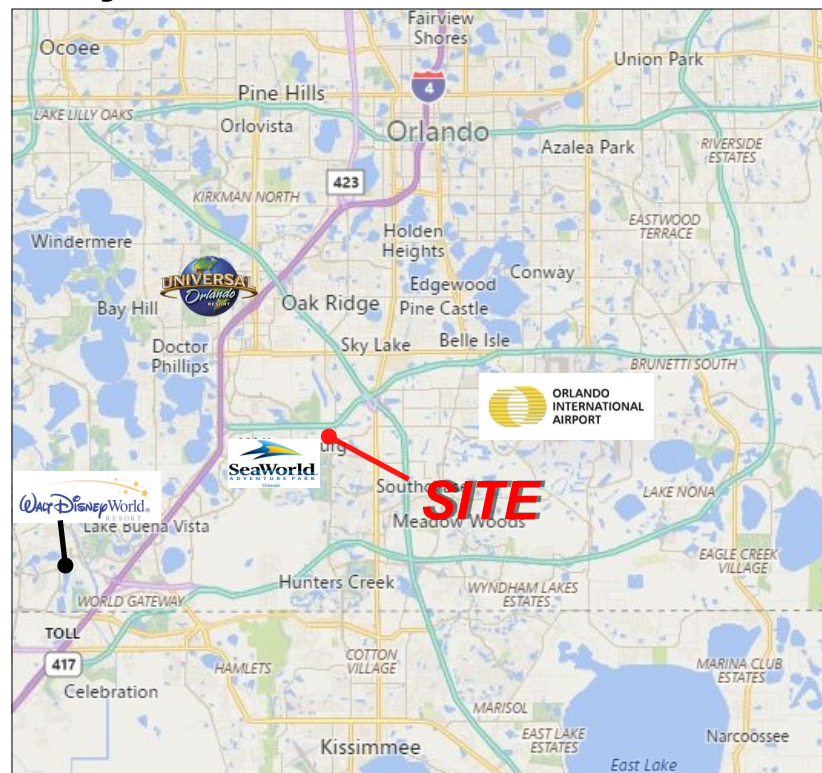 Fairview
Shores
Ocoee
Union Park
4
Pine Hills
LAKE LILLY OAKS
Orlovista
Orlando
Azalea Park
RIVERSIDE
ESTATES
423
KIRKMAN NORTH
EASTWOOD
TERRACE
Windermere
Holden
Heights
UNIVERSAL
Orlando
RESORT
Conway
Edgewood
Bay Hill
Oak Ridge
Pine Castle
Doctor
Phillips
Sky Lake
Belle Isle
BRUNETTI SOUTH
ORLANDO
INTERNATIONAL
AIRPORT
SeaWorld
ADVENTURE PARK
Orlando
SITE
Walt Disney World
RESORT
LAKE NONA
Lake Buena Vista
Meadow Woods
EAGLE CREEK
VILLAGE
Hunters Creek
WYNDHAM LAKES
ESTATES
WORLD GATEWAY
TOLL
417
HAMLETS
COTTON
VILLAGE
MARINA CLUB
ESTATES
Celebration
MARISOL
Kissimmee
EAST LAKE
ESTATES
Narcoossee
East Lake